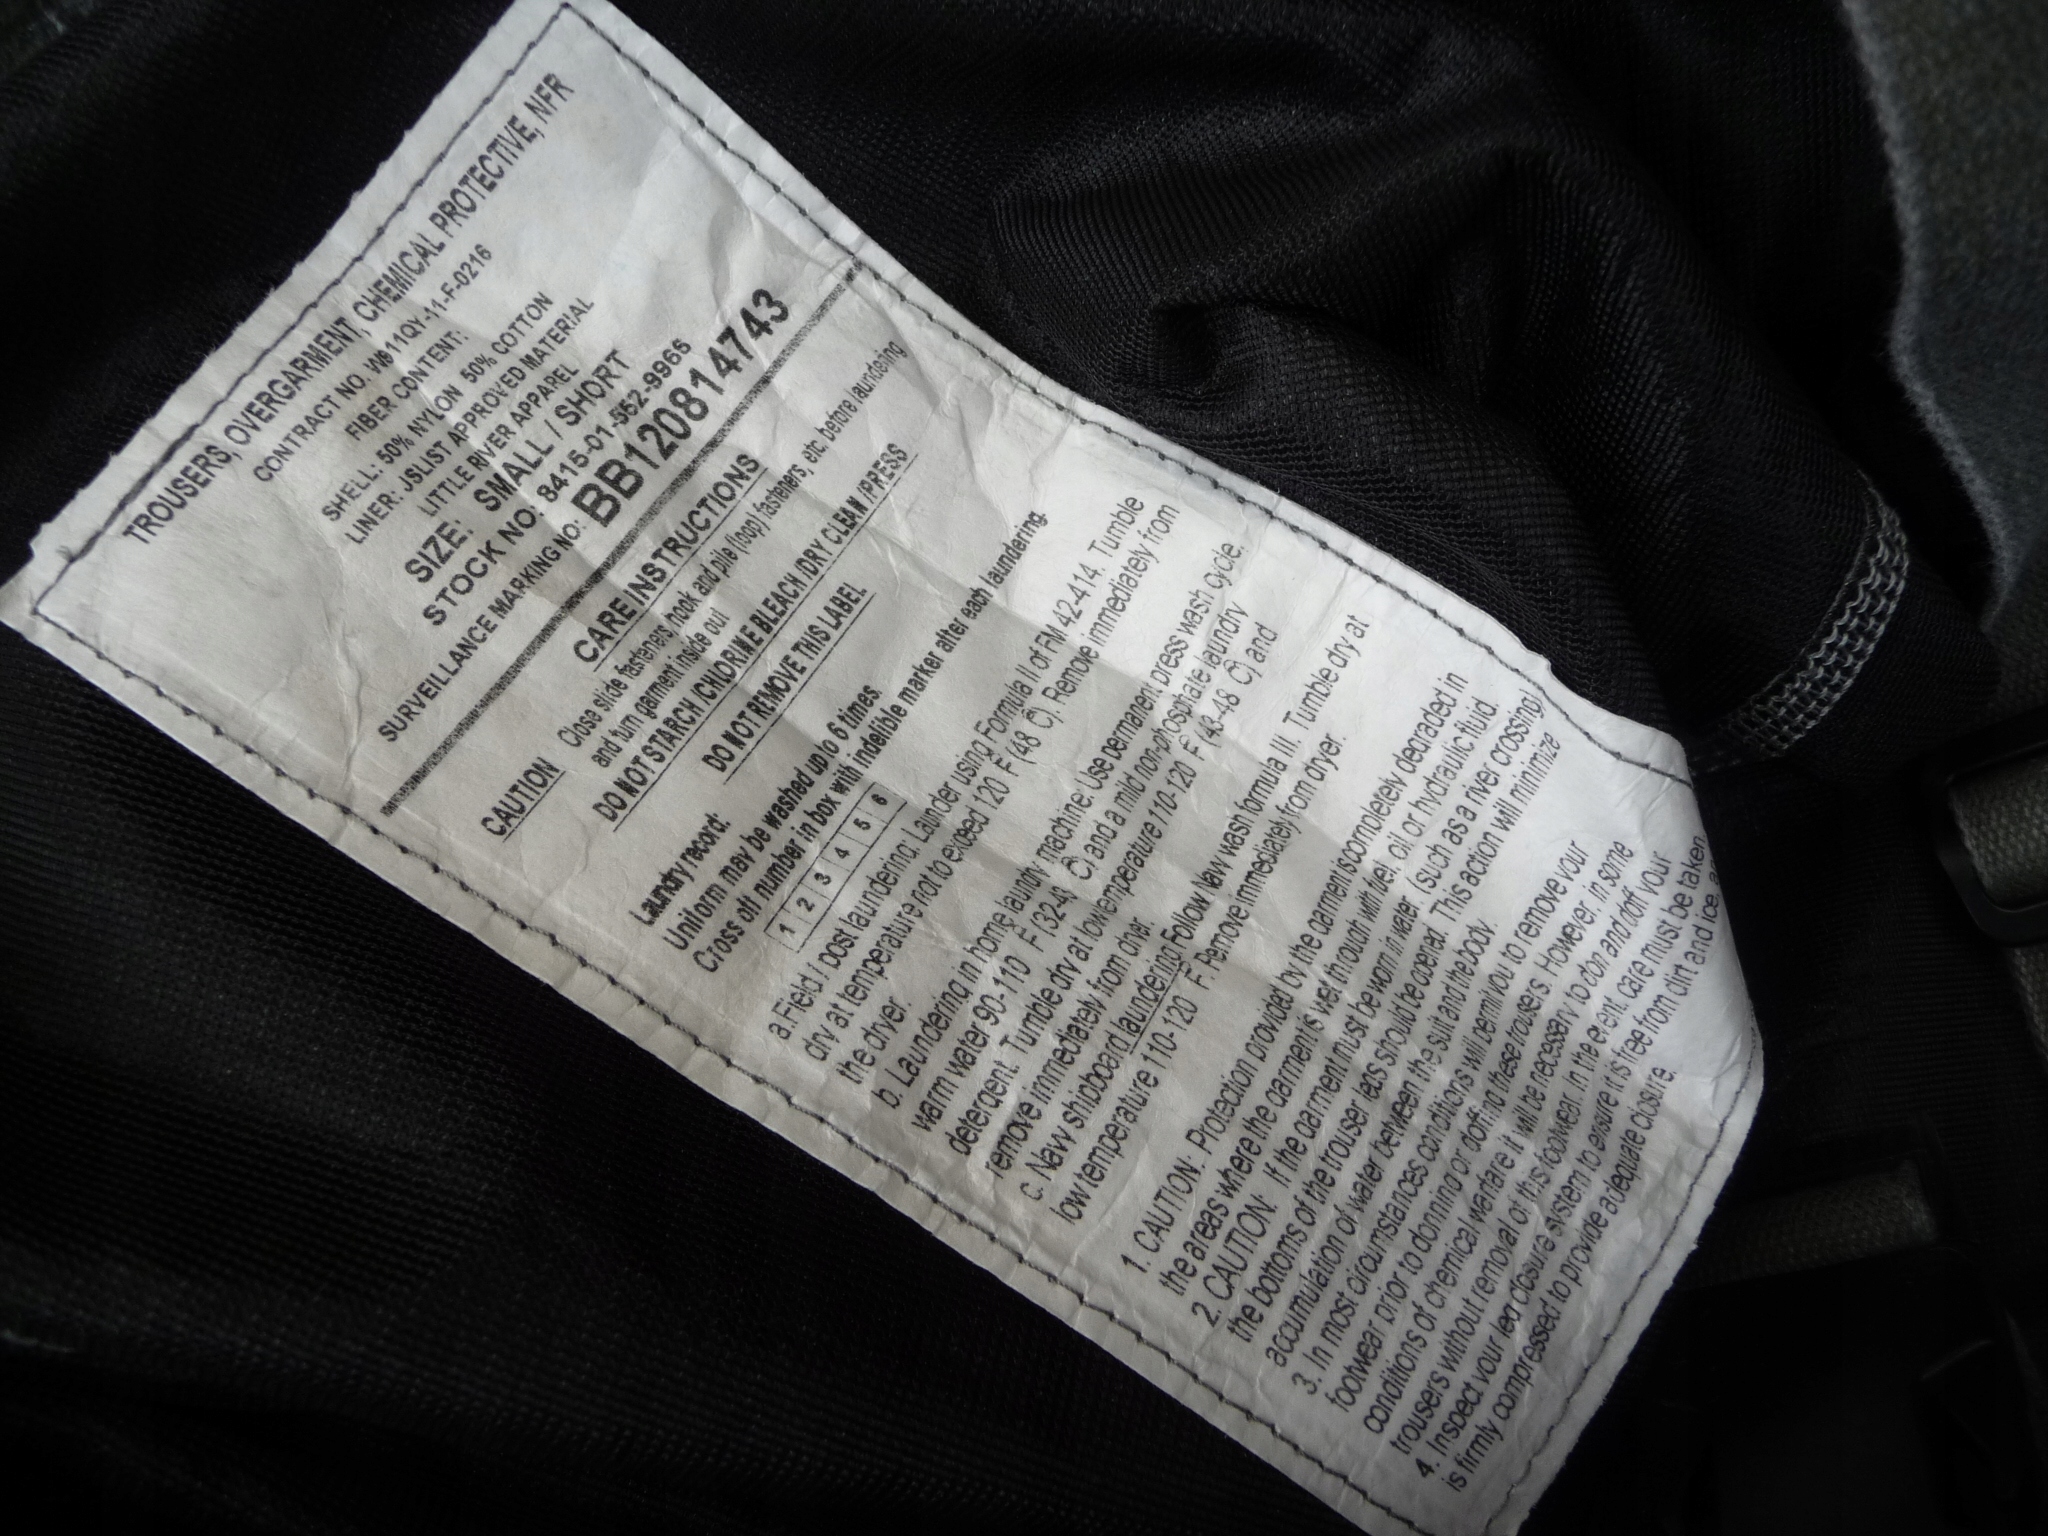 TROUSERS, OVERGARMENT, CHEMICAL PROTECTIVE, NFR
CONTRACT NO. W911QY-11-F-0216
FIBER CONTENT:
SHELL: 50% NYLON 50% COTTON
LINER: JSLIST APPROVED MATERIAL
LITTLE RIVER APPAREL
SIZE: SMALL / SHORT
STOCK NO: 8415-01-562-9965
SURVEILLANCE MARKING NO: BB120814743
CARE INSTRUCTIONS
CAUTION Close slide fasteners hook and pile (loop) fasteners, etc. before laundering
and turn garment inside out
DO NOT STARCH /CHLORINE BLEACH /DRY CLEAN /PRESS
DO NOT REMOVE THIS LABEL
Laundry record:
Uniform may be washed upto 6 times.
Cross off number in box with indelible marker after each laundering.
1 2 3 4 5 6
a.Field / post laundering: Launder using Formula II of FM 42-414. Tumble
dry at temperature not to exceed 120 F (48 C). Remove immediately from
the dryer.
b. Laundering in home laundry machine: Use permanent press wash cycle.
warm water 90-110 F (32-43 C) and a mild non-phosphate laundry
detergent. Tumble dry at low temperature 110-120 F (43-48 C) and
remove immediately from dryer.
c. Navy shipboard laundering Follow Navy wash formula III. Tumble dry at
low temperature 110-120 F. Remove immediately from dryer.
1. CAUTION: Protection provided by the garment is completely degraded in
the areas where the garment is wet through with fuel, oil or hydraulic fluid.
2. CAUTION: If the garment must be worn in water, (such as a river crossing)
the bottoms of the trouser legs should be opened. This action will minimize
accumulation of water between the suit and the body.
3. In most circumstances conditions will permit you to remove your
footwear prior to donning or doffing these trousers. However, in some
conditions of chemical warfare it will be necessary to don and doff your
trousers without removal of this footwear. In the event, care must be taken
4. Inspect your leg closure system to ensure it is free from dirt and ice, and
is firmly compressed to provide adequate closure.